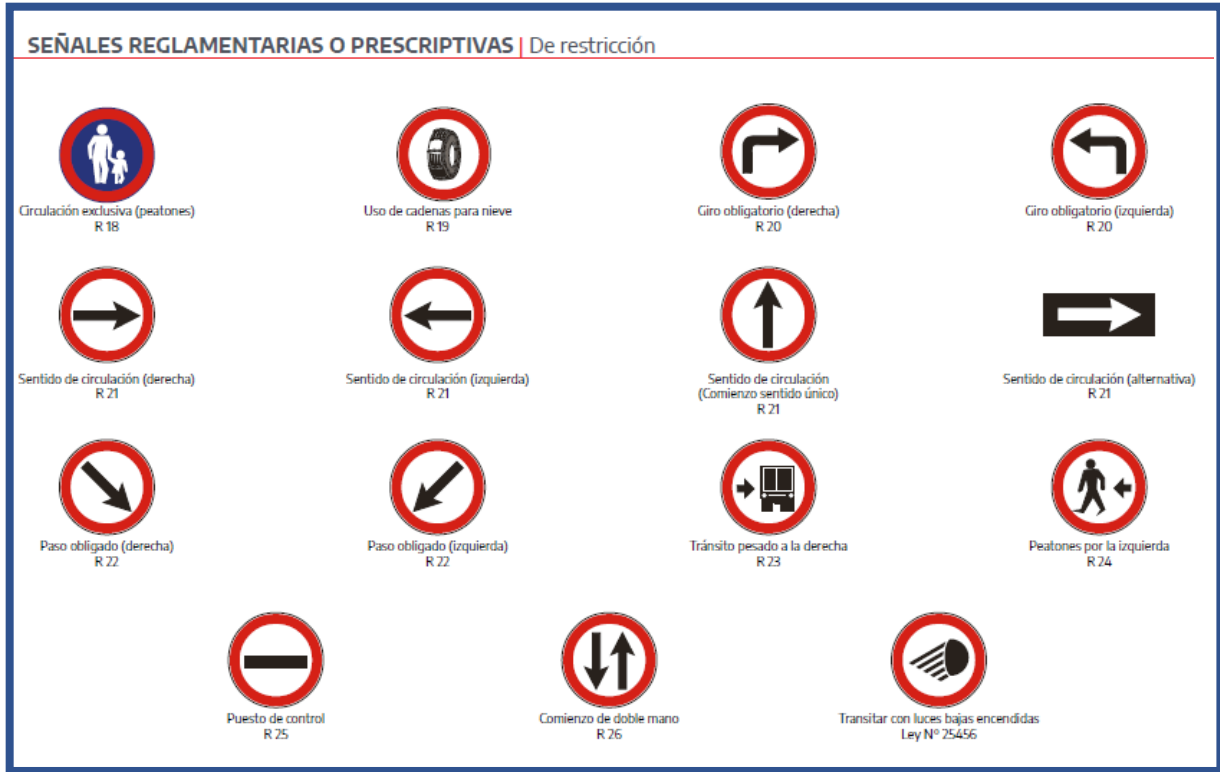 SEÑALES REGLAMENTARIAS O PRESCRIPTIVAS | De restricción
Circulación exclusiva (peatones)
R 18
Uso de cadenas para nieve
R 19
Giro obligatorio (derecha)
R 20
Giro obligatorio (izquierda)
R 20
Sentido de circulación (derecha)
R 21
Sentido de circulación (izquierda)
R 21
Sentido de circulación
(Comienzo sentido único)
R 21
Sentido de circulación (alternativa)
R 21
Paso obligado (derecha)
R 22
Paso obligado (izquierda)
R 22
Tránsito pesado a la derecha
R 23
Peatones por la izquierda
R 24
Puesto de control
R 25
Comienzo de doble mano
R 26
Transitar con luces bajas encendidas
Ley Nº 25456